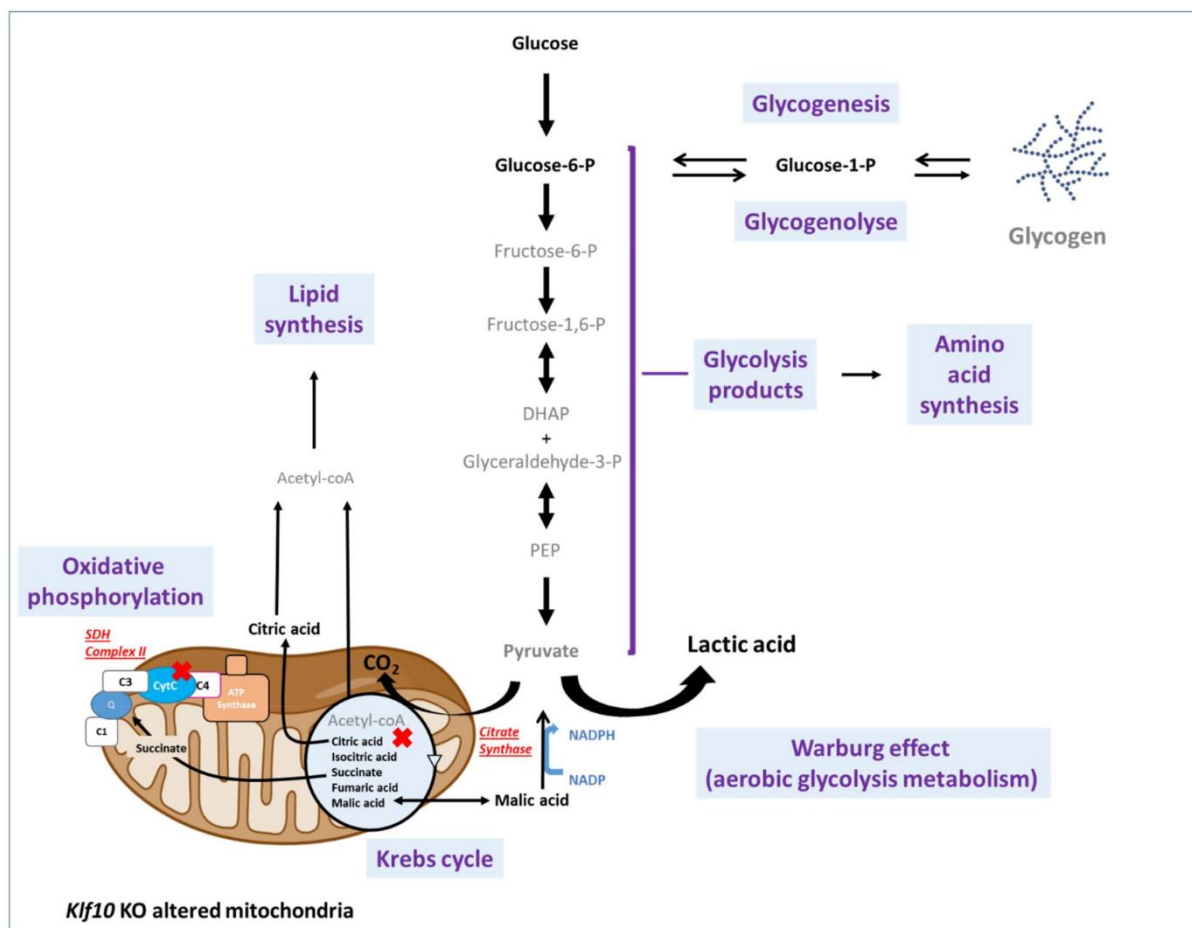 Glucose
Glycogenesis
Glucose-6-P
Glucose-1-P
Glycogenolyse
Glycogen
Fructose-6-P
Lipid
synthesis
Fructose-1,6-P
Glycolysis
products
Amino
acid
synthesis
DHAP
+
Glyceraldehyde-3-P
Acetyl-coA
PEP
Oxidative
phosphorylation
Citric acid
Pyruvate
Lactic acid
SDH
Complex II
CO2
C3
CytC
C4
ATP
Synthase
Q
C1
Succinate
Acetyl-coA
Citric acid
Isocitric acid
Succinate
Fumaric acid
Malic acid
Citrate
Synthase
NADPH
NADP
Malic acid
Warburg effect
(aerobic glycolysis metabolism)
Krebs cycle
Klf10 KO altered mitochondria